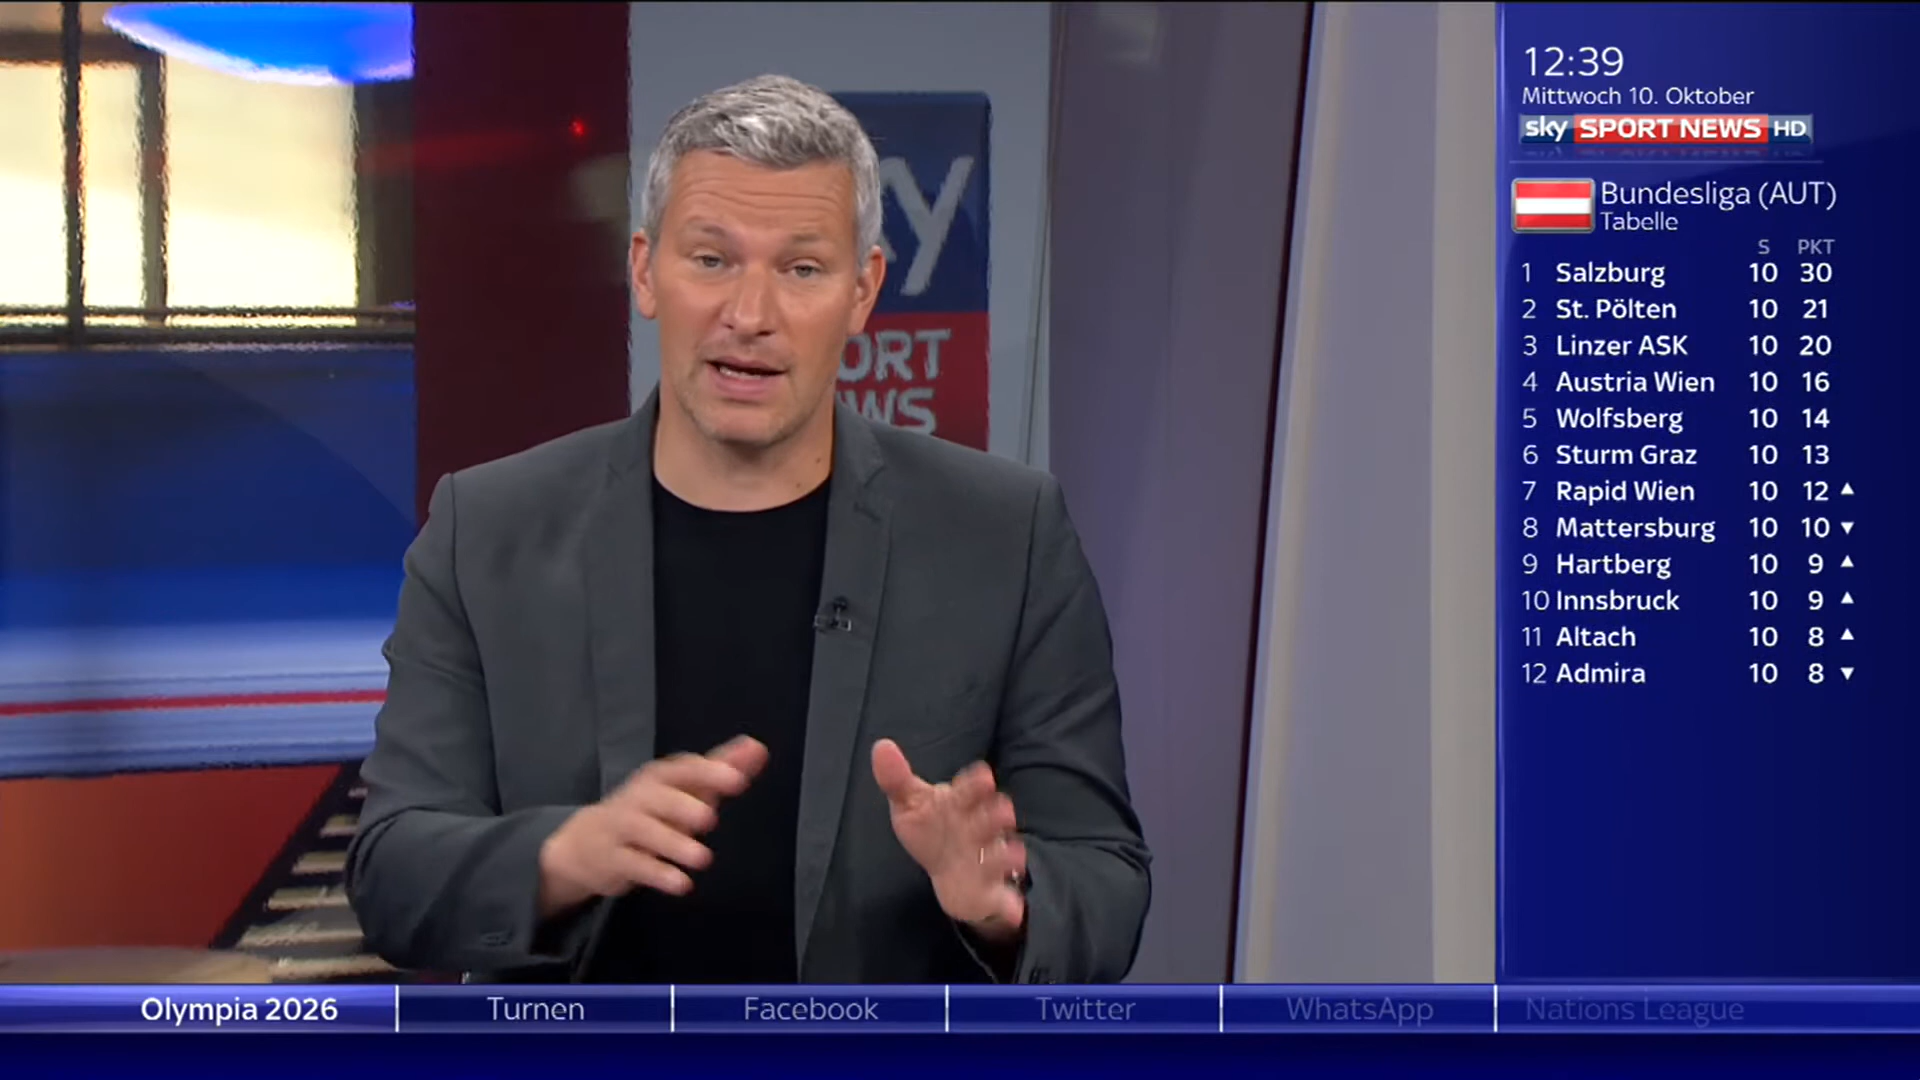 ky
ORT
WS
12:39
Mittwoch 10. Oktober
sky SPORT NEWS HD
Bundesliga (AUT)
Tabelle
S PKT
1 Salzburg 10 30
2 St. Pölten 10 21
3 Linzer ASK 10 20
4 Austria Wien 10 16
5 Wolfsberg 10 14
6 Sturm Graz 10 13
7 Rapid Wien 10 12 ▲
8 Mattersburg 10 10 ▼
9 Hartberg 10 9 ▲
10 Innsbruck 10 9 ▲
11 Altach 10 8 ▲
12 Admira 10 8 ▼
Olympia 2026 Turnen Facebook Twitter WhatsApp Nations League